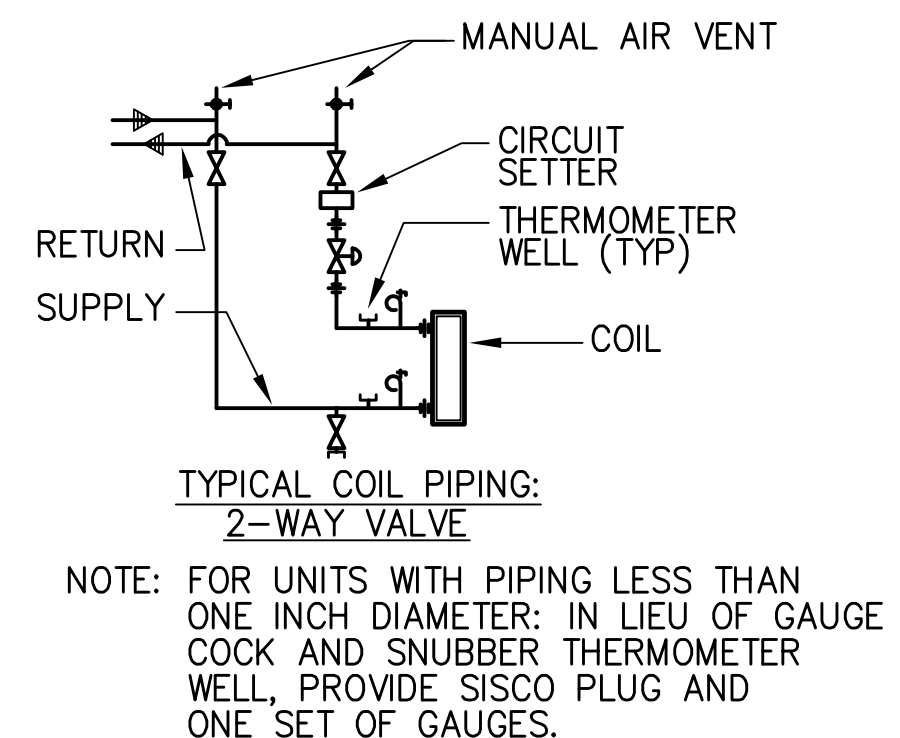 MANUAL AIR VENT
CIRCUIT
SETTER
THERMOMETER
WELL (TYP)
RETURN
SUPPLY
COIL
TYPICAL COIL PIPING:
2-WAY VALVE
NOTE: FOR UNITS WITH PIPING LESS THAN
ONE INCH DIAMETER: IN LIEU OF GAUGE
COCK AND SNUBBER THERMOMETER
WELL, PROVIDE SISCO PLUG AND
ONE SET OF GAUGES.